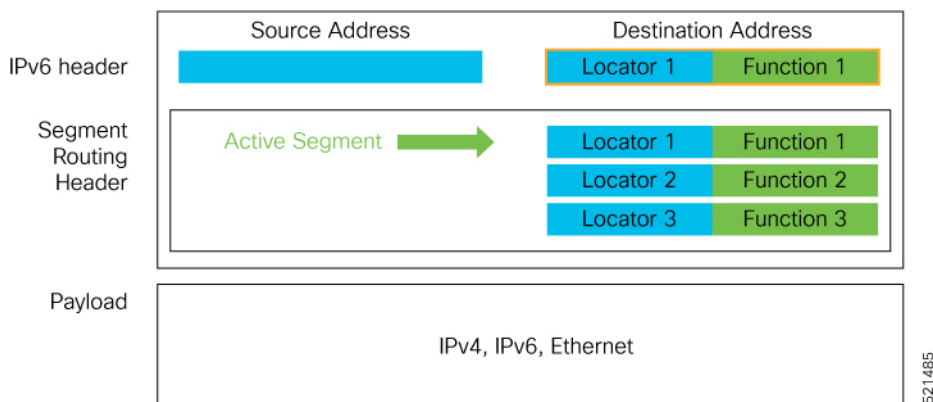 Source Address
Destination Address
IPv6 header
Locator 1
Function 1
Segment
Routing
Header
Active Segment
Locator 1
Function 1
Locator 2
Function 2
Locator 3
Function 3
Payload
IPv4, IPv6, Ethernet
521485